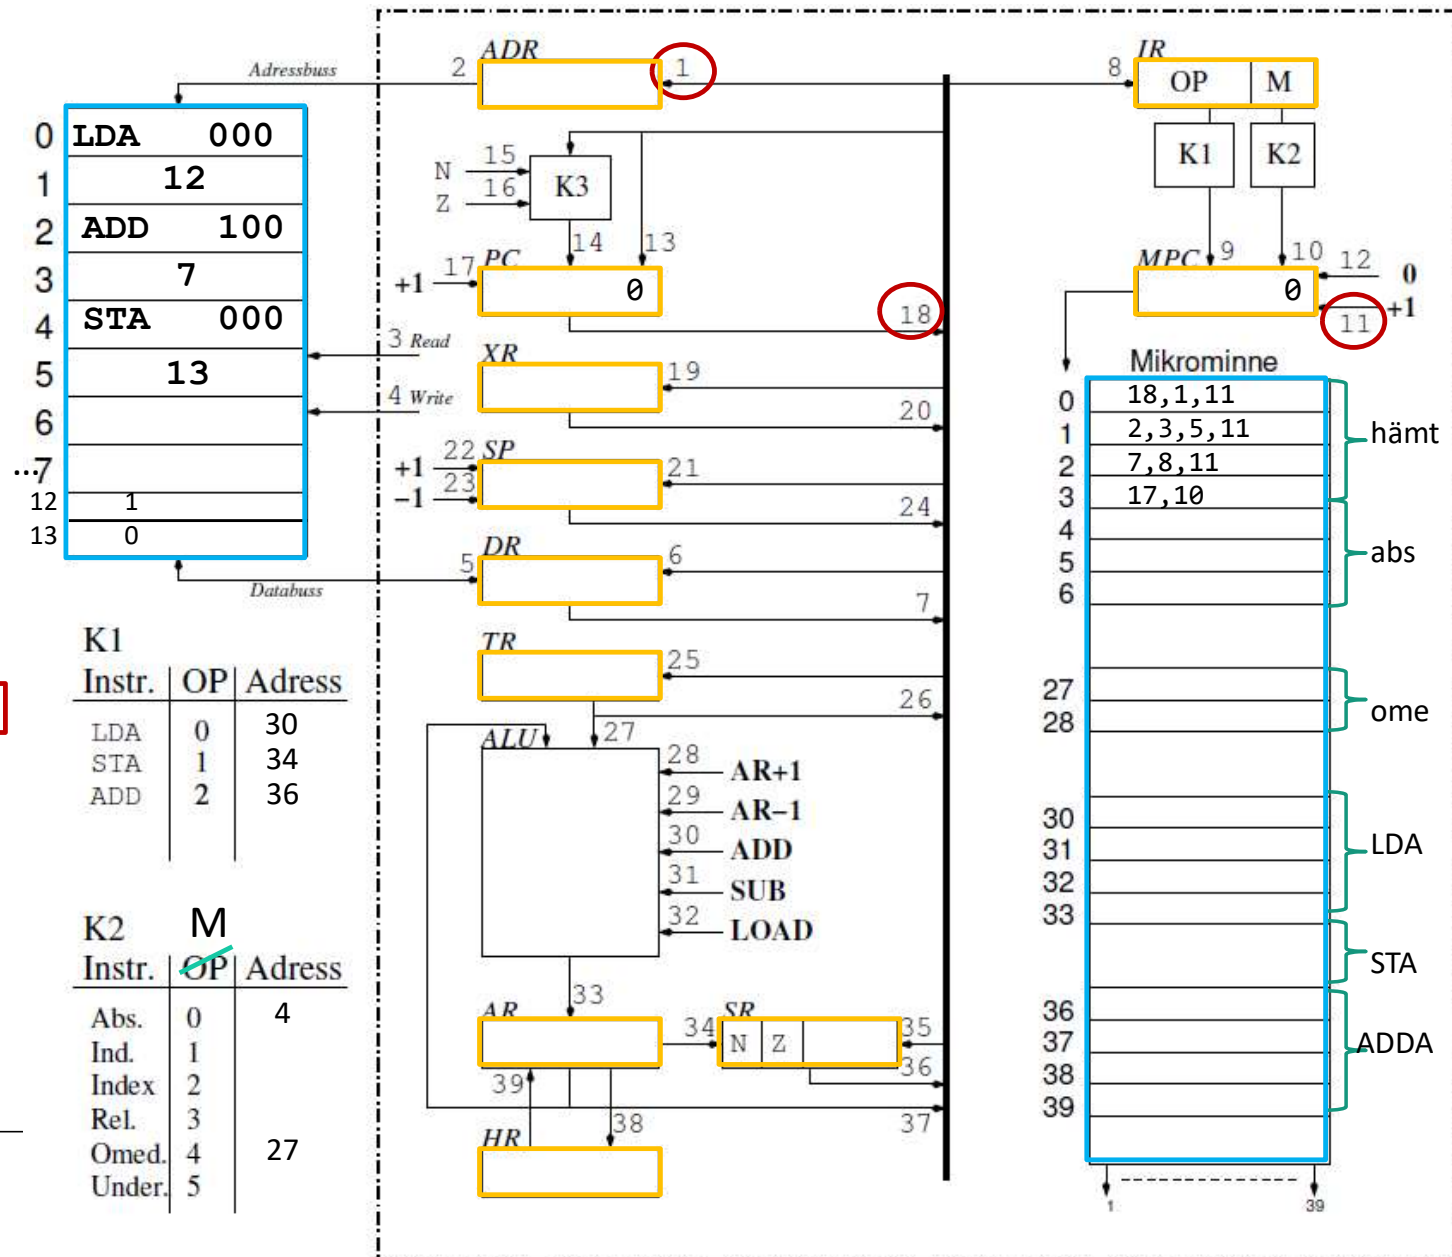 ADR
2
1
Adressbuss
IR
8
OP M
K1 K2
0 LDA 000
1 12
2 ADD 100
3 7
4 STA 000
5 13
6
...7
12 1
13 0
N 15
Z 16
K3
14 13
PC
+1 17
0
18
3 Read
4 Write
XR
19
20
SP
+1 22
-1 23
21
24
DR
5
6
7
Databuss
TR
25
26
27
ALU
28 AR+1
29 AR−1
30 ADD
31 SUB
32 LOAD
33
AR
34
SR
N Z
35
36
37
39
38
HR
MPC 9 10 12 0
0
11 +1
Mikrominne
0 18,1,11
1 2,3,5,11
2 7,8,11
3 17,10
4
5
6
27
28
30
31
32
33
36
37
38
39
hämt
abs
ome
LDA
STA
ADDA
1 39
K1
Instr. OP Adress
LDA 0 30
STA 1 34
ADD 2 36
K2 M
Instr. OP Adress
Abs. 0 4
Ind. 1
Index 2
Rel. 3
Omed. 4 27
Under. 5